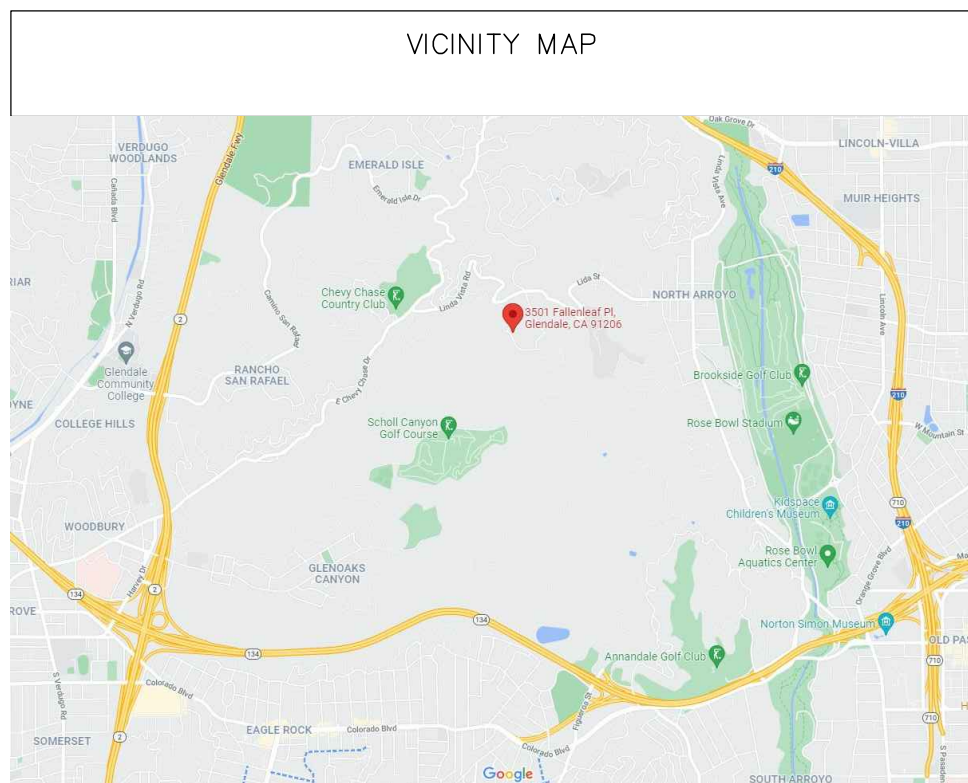 VICINITY MAP
Oak Grove Dr
VERDUGO
WOODLANDS
Glendale Fwy
EMERALD ISLE
LINCOLN-VILLA
210
Linda Vista Ave
Cañada Blvd
Emerald Isle Dr
MUIR HEIGHTS
RIAR
N Verdugo Rd
Chevy Chase
Country Club
Linda Vista Rd
Lida St
NORTH ARROYO
Lincoln Ave
2
Camino San Rafael
3501 Fallenleaf Pl,
Glendale, CA 91206
Glendale
Community
College
RANCHO
SAN RAFAEL
E Chevy Chase Dr
Brookside Golf Club
210
OYNE
COLLEGE HILLS
Scholl Canyon
Golf Course
Rose Bowl Stadium
W Mountain St
Kidspace
Children's Museum
710
210
WOODBURY
Rose Bowl
Aquatics Center
Orange Grove Blvd
GLENOAKS
CANYON
Harvey Dr
134
2
GROVE
134
Norton Simon Museum
134
Annandale Golf Club
OLD PAS
710
S Verdugo Rd
Colorado Blvd
Figueroa St
710
EAGLE ROCK
Colorado Blvd
SOMERSET
2
Colorado Blvd
Google
S Pasaden
SOUTH ARROYO